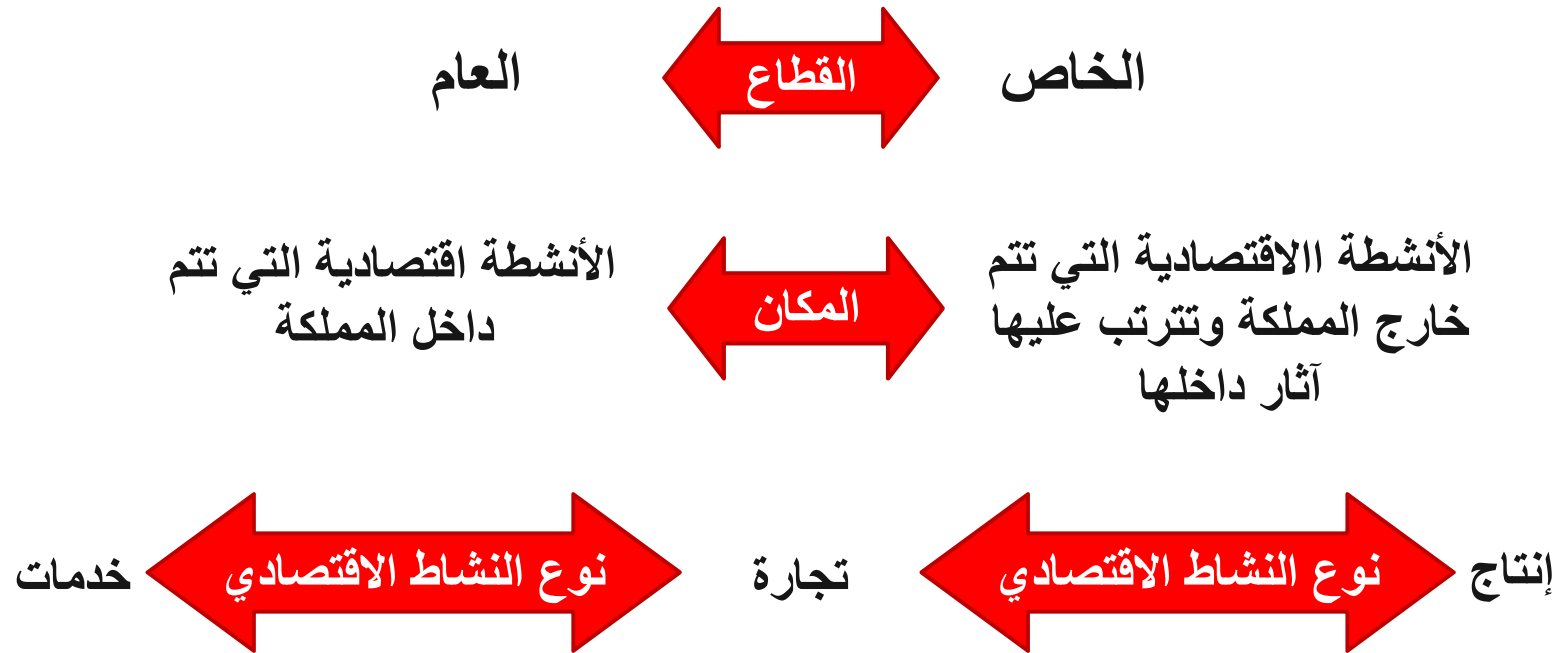 الخاص
القطاع
العام
الأنشطة االاقتصادية التي تتم
خارج المملكة وتترتب عليها
آثار داخلها
المكان
الأنشطة اقتصادية التي تتم
داخل المملكة
إنتاج
نوع النشاط الاقتصادي
تجارة
نوع النشاط الاقتصادي
خدمات